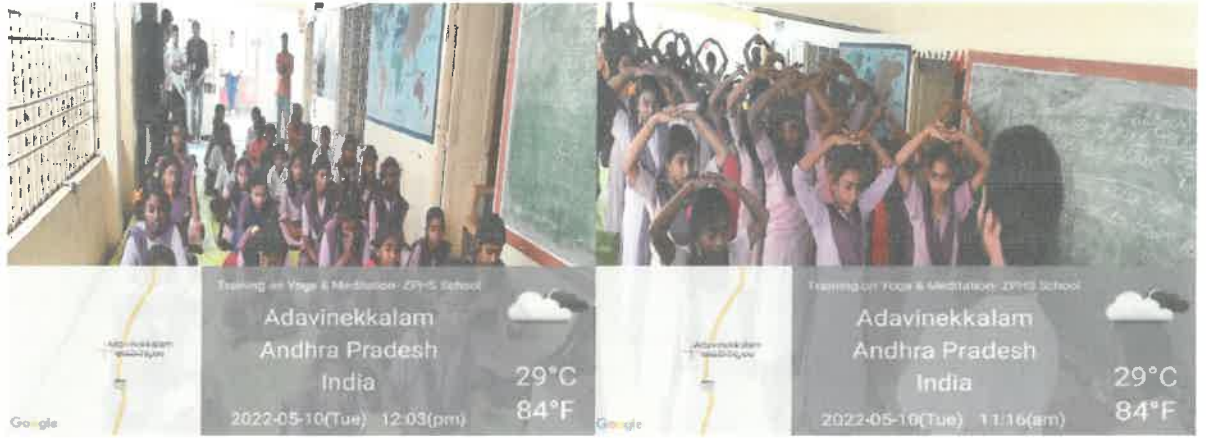 Training on Yoga & Meditation- ZPHS School
Adavinekkalam
Andhra Pradesh
India
2022-05-10(Tue) 12:03(pm)
29°C
84°F
Adavinekkalam
Google
Training on Yoga & Meditation- ZPHS School
Adavinekkalam
Andhra Pradesh
India
2022-05-10(Tue) 11:16(am)
29°C
84°F
Adavinekkalam
Google